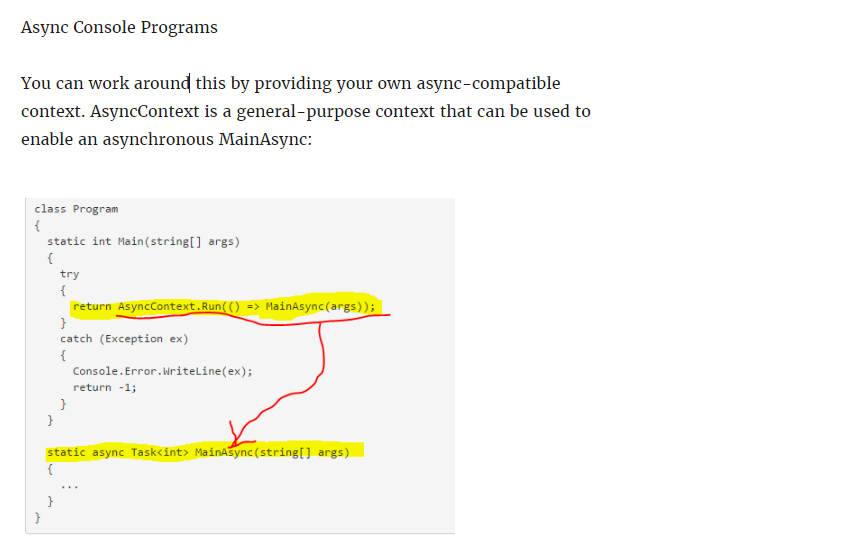 Async Console Programs
You can work around this by providing your own async-compatible
context. AsyncContext is a general-purpose context that can be used to
enable an asynchronous MainAsync:
class Program
{
static int Main(string[] args)
{
try
{
return AsyncContext.Run(() => MainAsync(args));
}
catch (Exception ex)
{
Console.Error.WriteLine(ex);
return -1;
}
}
static async Task<int> MainAsync(string[] args)
{
...
}
}